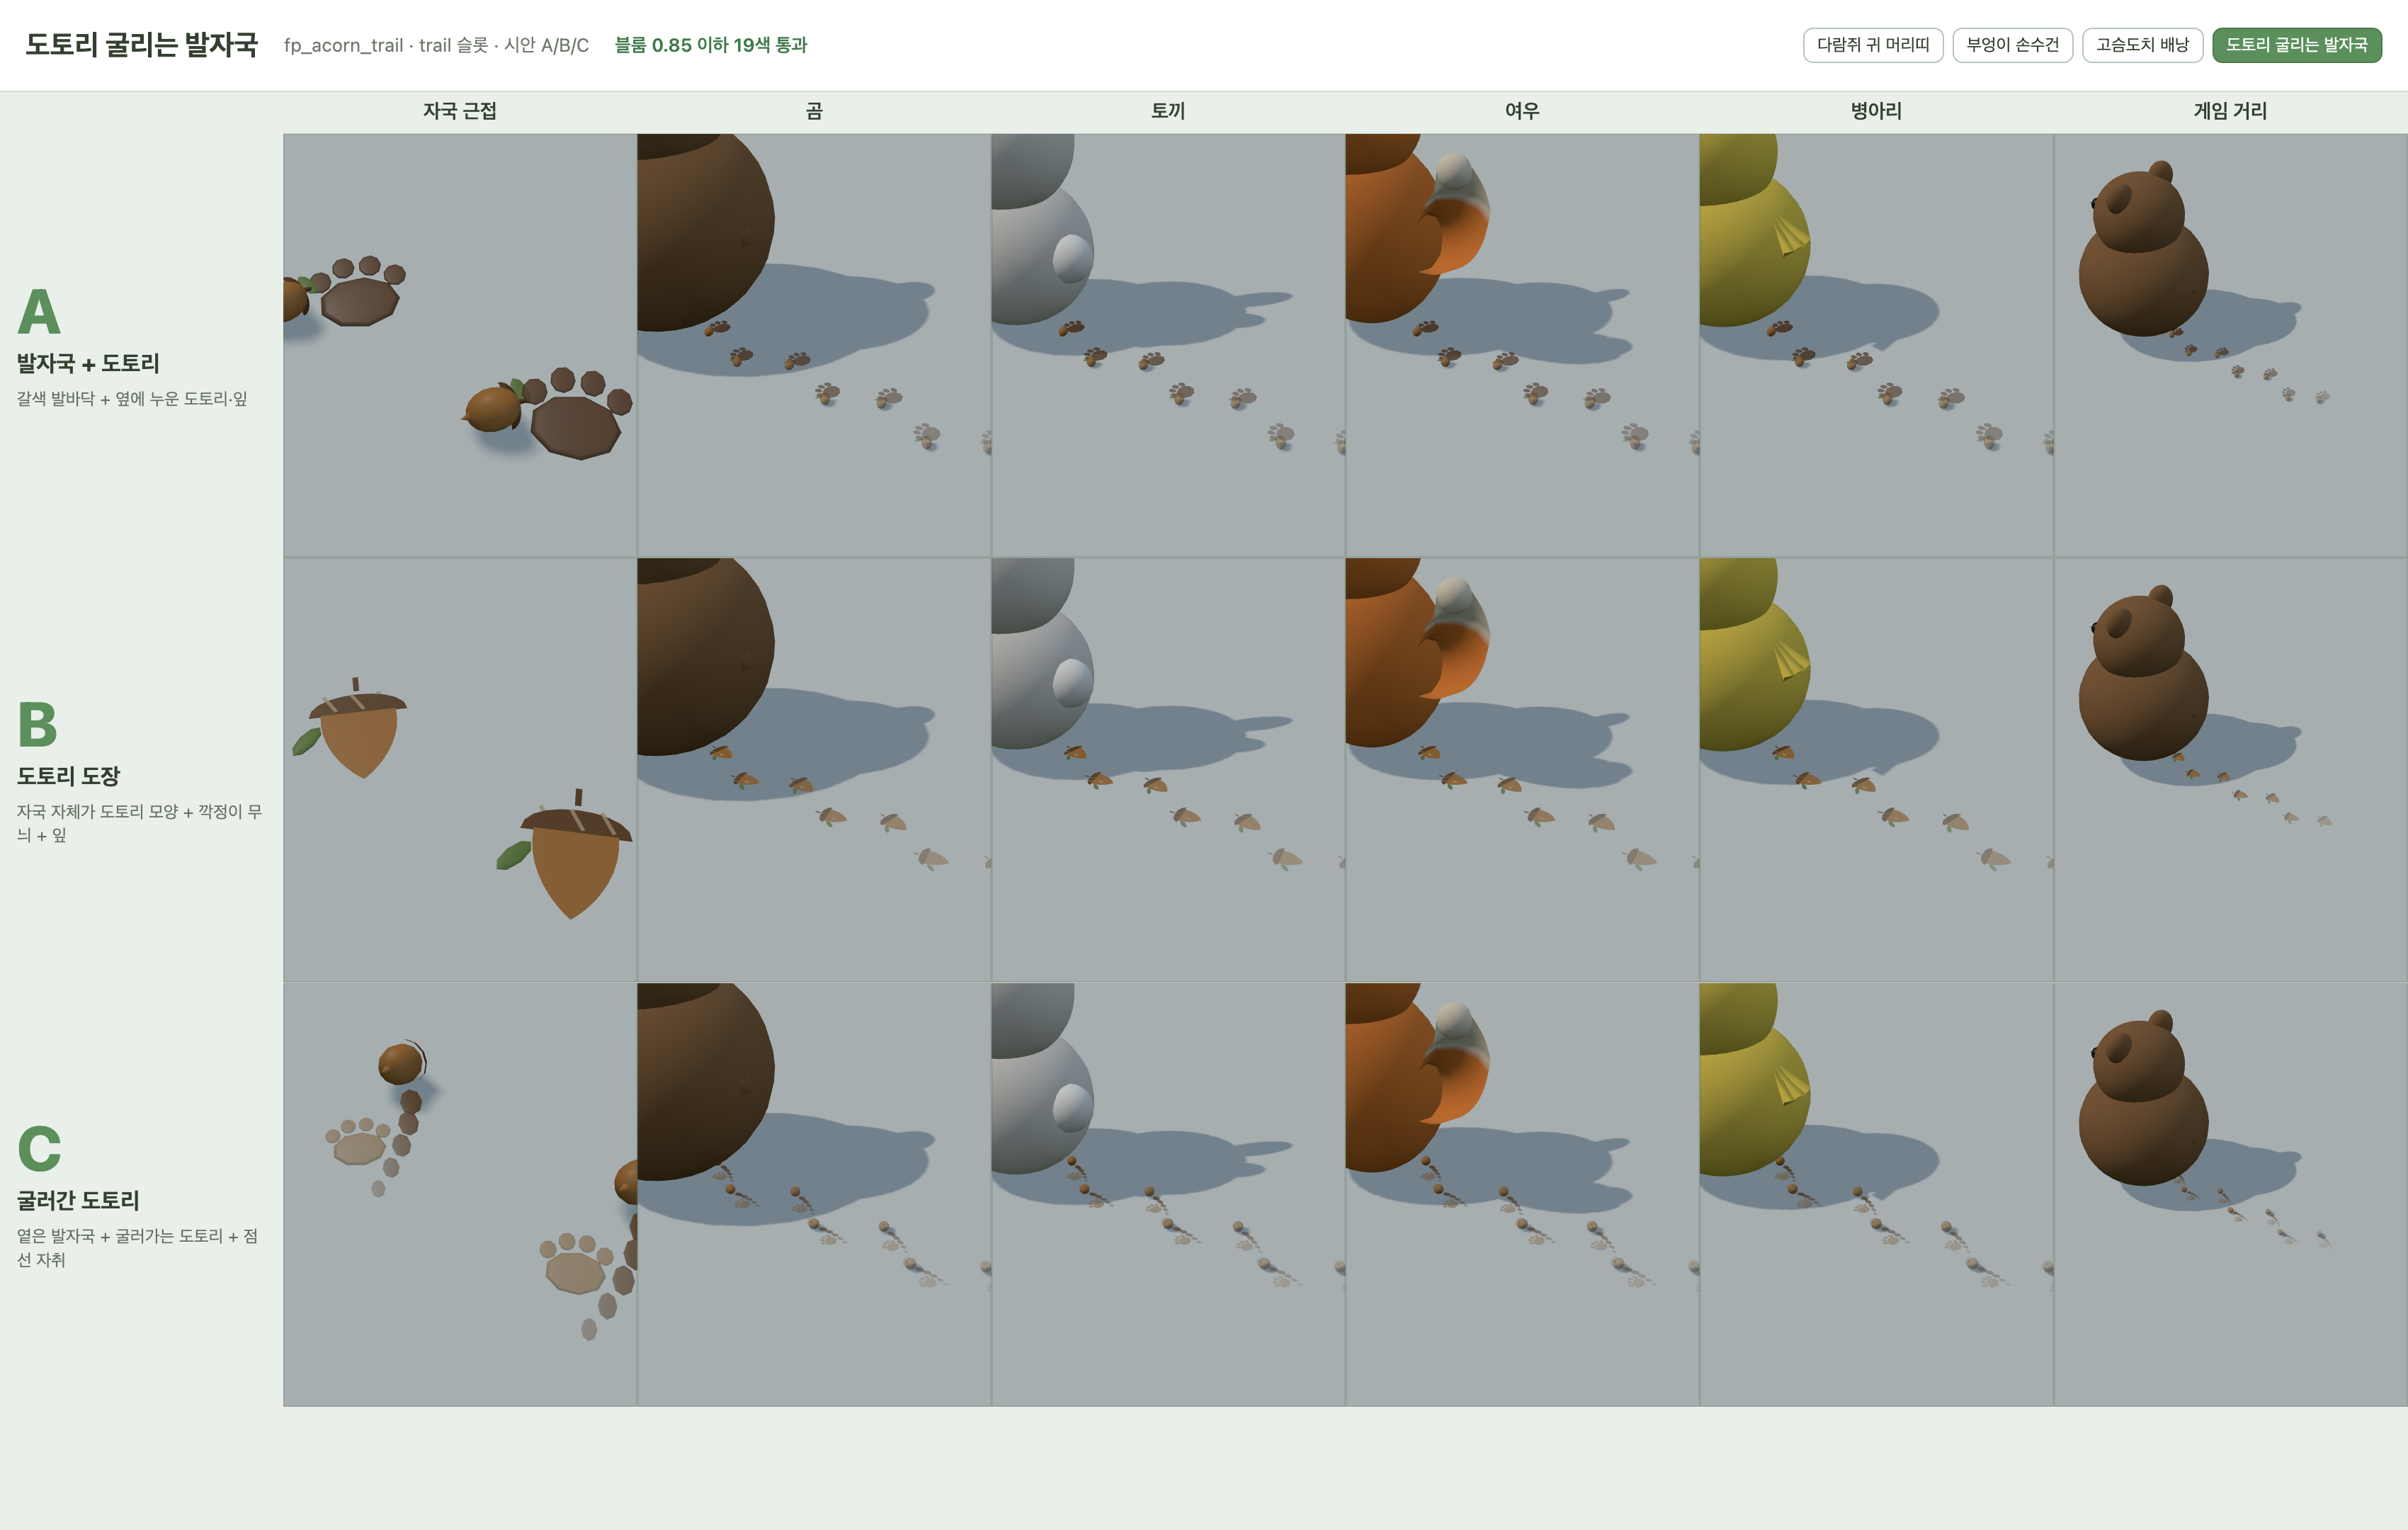 도토리 굴리는 발자국
fp_acorn_trail · trail 슬롯 · 시안 A/B/C
블룸 0.85 이하 19색 통과
다람쥐 귀 머리띠
부엉이 손수건
고슴도치 배낭
도토리 굴리는 발자국
자국 근접
곰
토끼
여우
병아리
게임 거리
A
발자국 + 도토리
갈색 발바닥 + 옆에 누운 도토리·잎
B
도토리 도장
자국 자체가 도토리 모양 + 깍정이 무
늬 + 잎
C
굴러간 도토리
옅은 발자국 + 굴러가는 도토리 + 점
선 자취